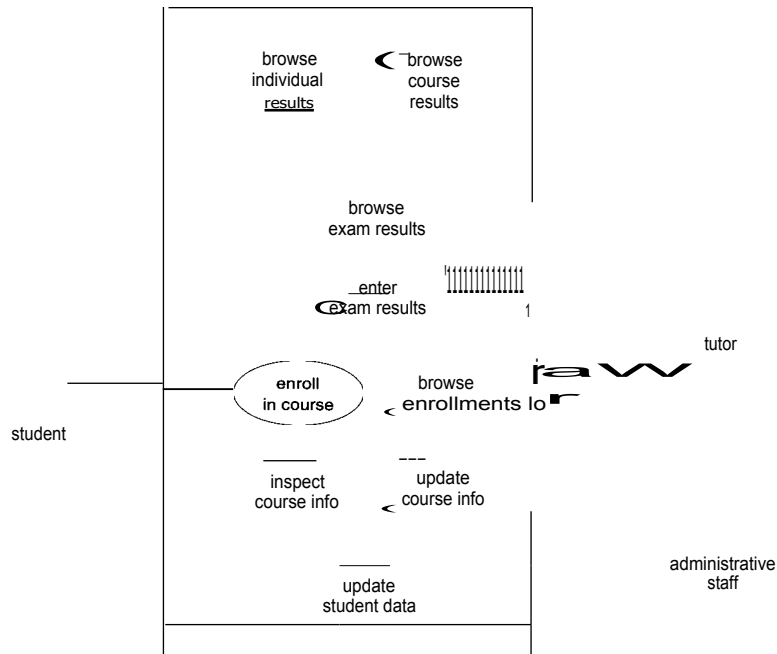 browse
individual
results
browse
course
results
browse
exam results
enter
exam results
tutor
enroll
in course
browse
enrollments
student
inspect
course info
update
course info
administrative
staff
update
student data